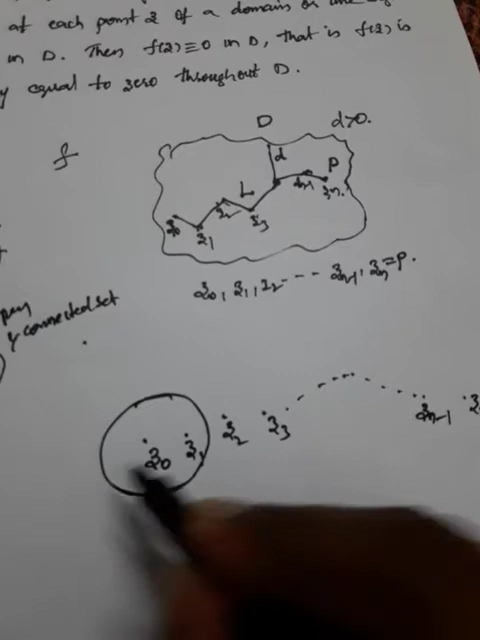 at each point z of a domain or line
in D. Then f(z)≡0 in D, that is f(z) is
y equal to zero throughout D.
D d>0.
f
d
L P
z₀ z₁ z₂ z₃ zₙ₋₁ zₙ
z₀, z₁, z₂ ---- zₙ₋₁, zₙ = P.
y connected set
z₀ z₁ z₂ z₃ zₙ₋₁